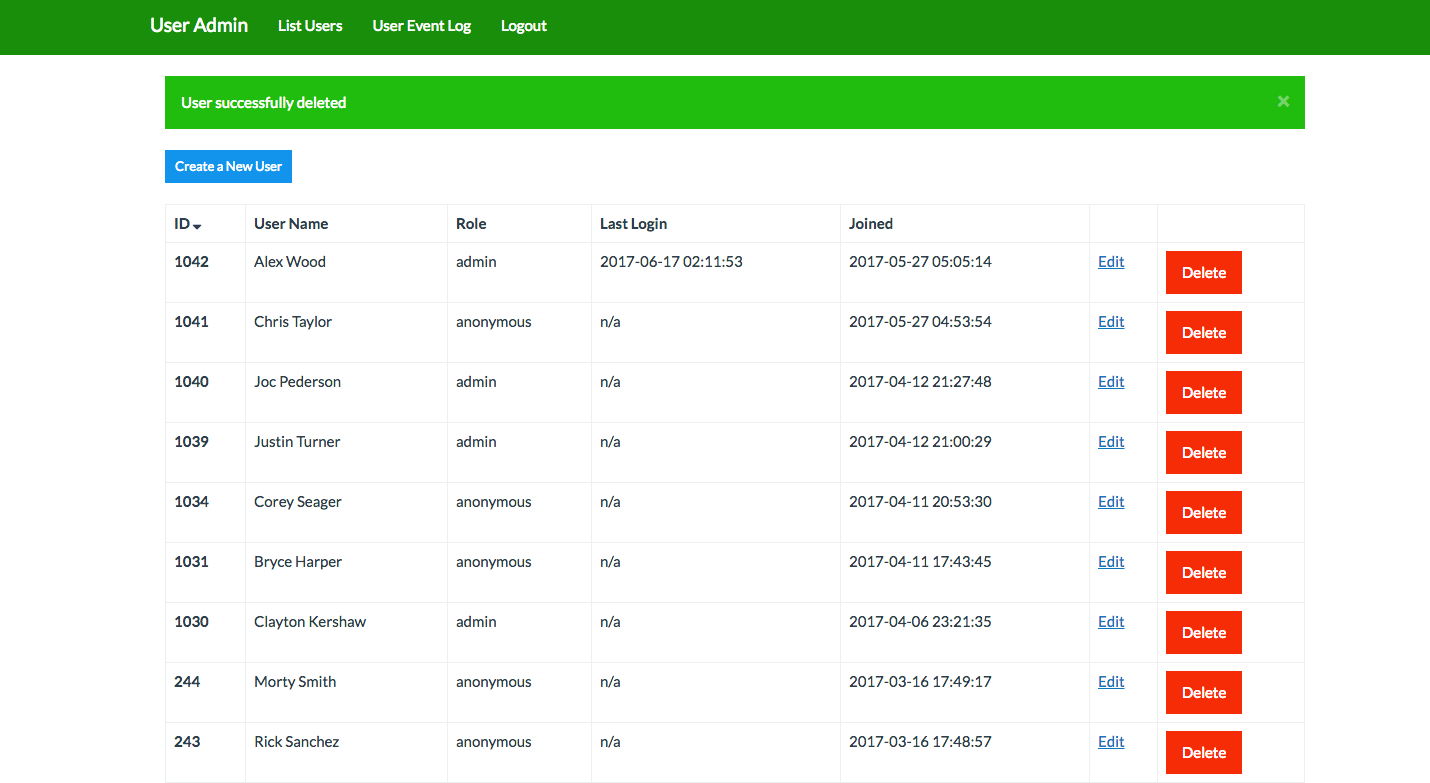 User Admin List Users User Event Log Logout
User successfully deleted ×
Create a New User
ID User Name Role Last Login Joined
1042 Alex Wood admin 2017-06-17 02:11:53 2017-05-27 05:05:14 Edit Delete
1041 Chris Taylor anonymous n/a 2017-05-27 04:53:54 Edit Delete
1040 Joc Pederson admin n/a 2017-04-12 21:27:48 Edit Delete
1039 Justin Turner admin n/a 2017-04-12 21:00:29 Edit Delete
1034 Corey Seager anonymous n/a 2017-04-11 20:53:30 Edit Delete
1031 Bryce Harper anonymous n/a 2017-04-11 17:43:45 Edit Delete
1030 Clayton Kershaw admin n/a 2017-04-06 23:21:35 Edit Delete
244 Morty Smith anonymous n/a 2017-03-16 17:49:17 Edit Delete
243 Rick Sanchez anonymous n/a 2017-03-16 17:48:57 Edit Delete